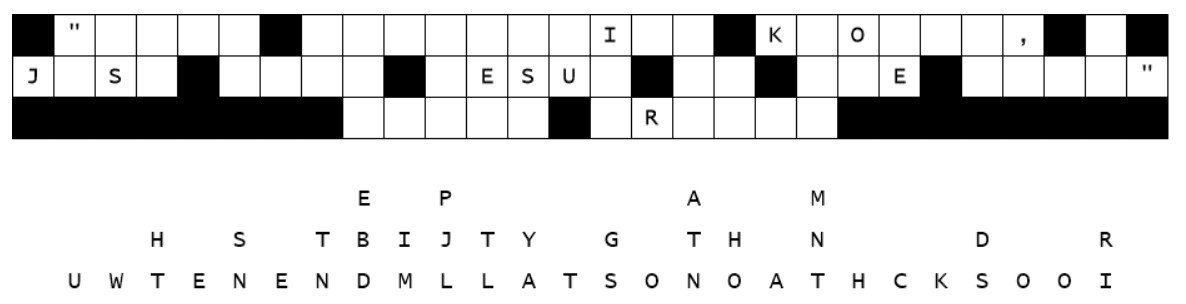 " I K O ,
J S E S U E "
R
E P A M
H S T B I J T Y G T H N D R
U W T E N E N D M L L A T S O N O A T H C K S O O I